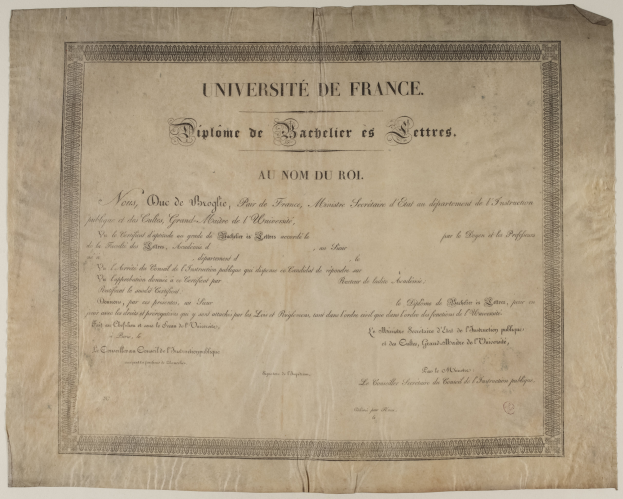 UNIVERSITÉ DE FRANCE.
Diplôme de Bachelier ès Lettres.
AU NOM DU ROI.
Nous, Duc de Broglie, Pair de France, Ministre Secrétaire d'Etat au département de l'Instruction
publique et des Cultes, Grand-Maître de l'Université,
Vu le Certificat d'aptitude au grade de Bachelier ès Lettres accordé le par le Doyen et les Professeurs
de la Faculté des Lettres, Académie d au Sieur
né à département d le
Vu l'Arrêté du Conseil de l'Instruction publique qui dispense ce Candidat de répondre sur
Vu l'approbation donnée à ce Certificat par Recteur de ladite Académie;
Ratifiant le susdit Certificat;
Donnons, par ces présentes, au Sieur le Diplôme de Bachelier ès Lettres, pour en
jouir avec les droits et prérogatives qui y sont attachés par les Lois et Réglemens, tant dans l'ordre civil que dans l'ordre des fonctions de l'Université.
Fait au Chef-lieu et sous le Sceau de l'Université,
à Paris, le
Le Ministre Secrétaire d'Etat de l'Instruction publique
et des Cultes, Grand-Maître de l'Université,
Le Conseiller au Conseil de l'Instruction publique
Par le Ministre
Signature de l'Impétrant
Le Conseiller Secrétaire du Conseil de l'Instruction publique,
Délivré par Nous
le